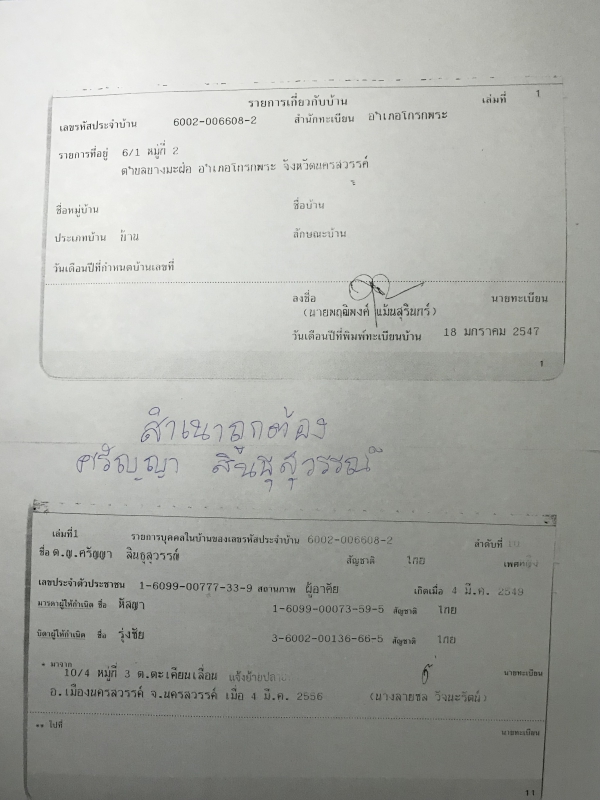 รายการเกี่ยวกับบ้าน เล่มที่ 1
เลขรหัสประจำบ้าน 6002-006608-2 สำนักทะเบียน อำเภอโกรกพระ
รายการที่อยู่ 6/1 หมู่ที่ 2
ตำบลบางมะฝ่อ อำเภอโกรกพระ จังหวัดนครสวรรค์
ชื่อหมู่บ้าน ชื่อบ้าน
ประเภทบ้าน บ้าน ลักษณะบ้าน
วันเดือนปีที่กำหนดบ้านเลขที่
ลงชื่อ นายทะเบียน
(นายพฤฒิพงศ์ แม้นสุรินทร์)
วันเดือนปีที่พิมพ์ทะเบียนบ้าน 18 มกราคม 2547
1
สำเนาถูกต้อง
ศรัญญา สินธุสุวรรณ์
เล่มที่1 รายการบุคคลในบ้านของเลขรหัสประจำบ้าน 6002-006608-2 ลำดับที่
ชื่อ ด.ญ.ศรัญญา สินธุสุวรรณ์ สัญชาติ ไทย เพศหญิง
เลขประจำตัวประชาชน 1-6099-00777-33-9 สถานภาพ ผู้อาศัย เกิดเมื่อ 4 มี.ค. 2549
มารดาผู้ให้กำเนิด ชื่อ หัสญา 1-6099-00073-59-5 สัญชาติ ไทย
บิดาผู้ให้กำเนิด ชื่อ รุ่งชัย 3-6002-00136-66-5 สัญชาติ ไทย
* มาจาก
10/4 หมู่ที่ 3 ต.ตะเคียนเลื่อน แจ้งย้ายปลายทาง นายทะเบียน
อ.เมืองนครสวรรค์ จ.นครสวรรค์ เมื่อ 4 มี.ค. 2556 (นางสายชล วังนะรัตน์)
** ไปที่
นายทะเบียน
11